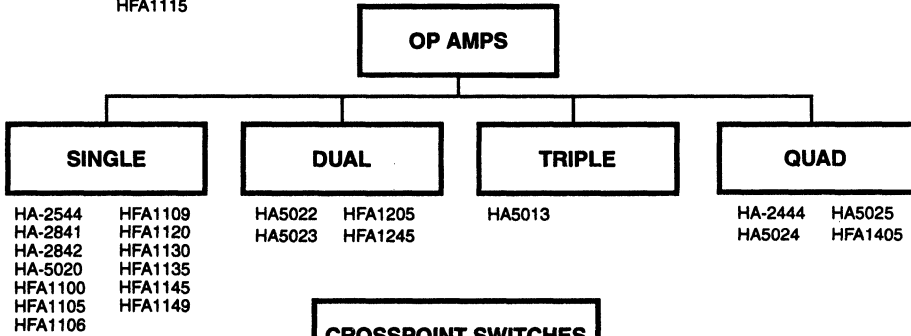 HFA1115
OP AMPS
SINGLE
DUAL
TRIPLE
QUAD
HA-2544 HFA1109
HA-2841 HFA1120
HA-2842 HFA1130
HA-5020 HFA1135
HFA1100 HFA1145
HFA1105 HFA1149
HFA1106
HA5022 HFA1205
HA5023 HFA1245
HA5013
HA-2444 HA5025
HA5024 HFA1405
CROSSPOINT SWITCHES